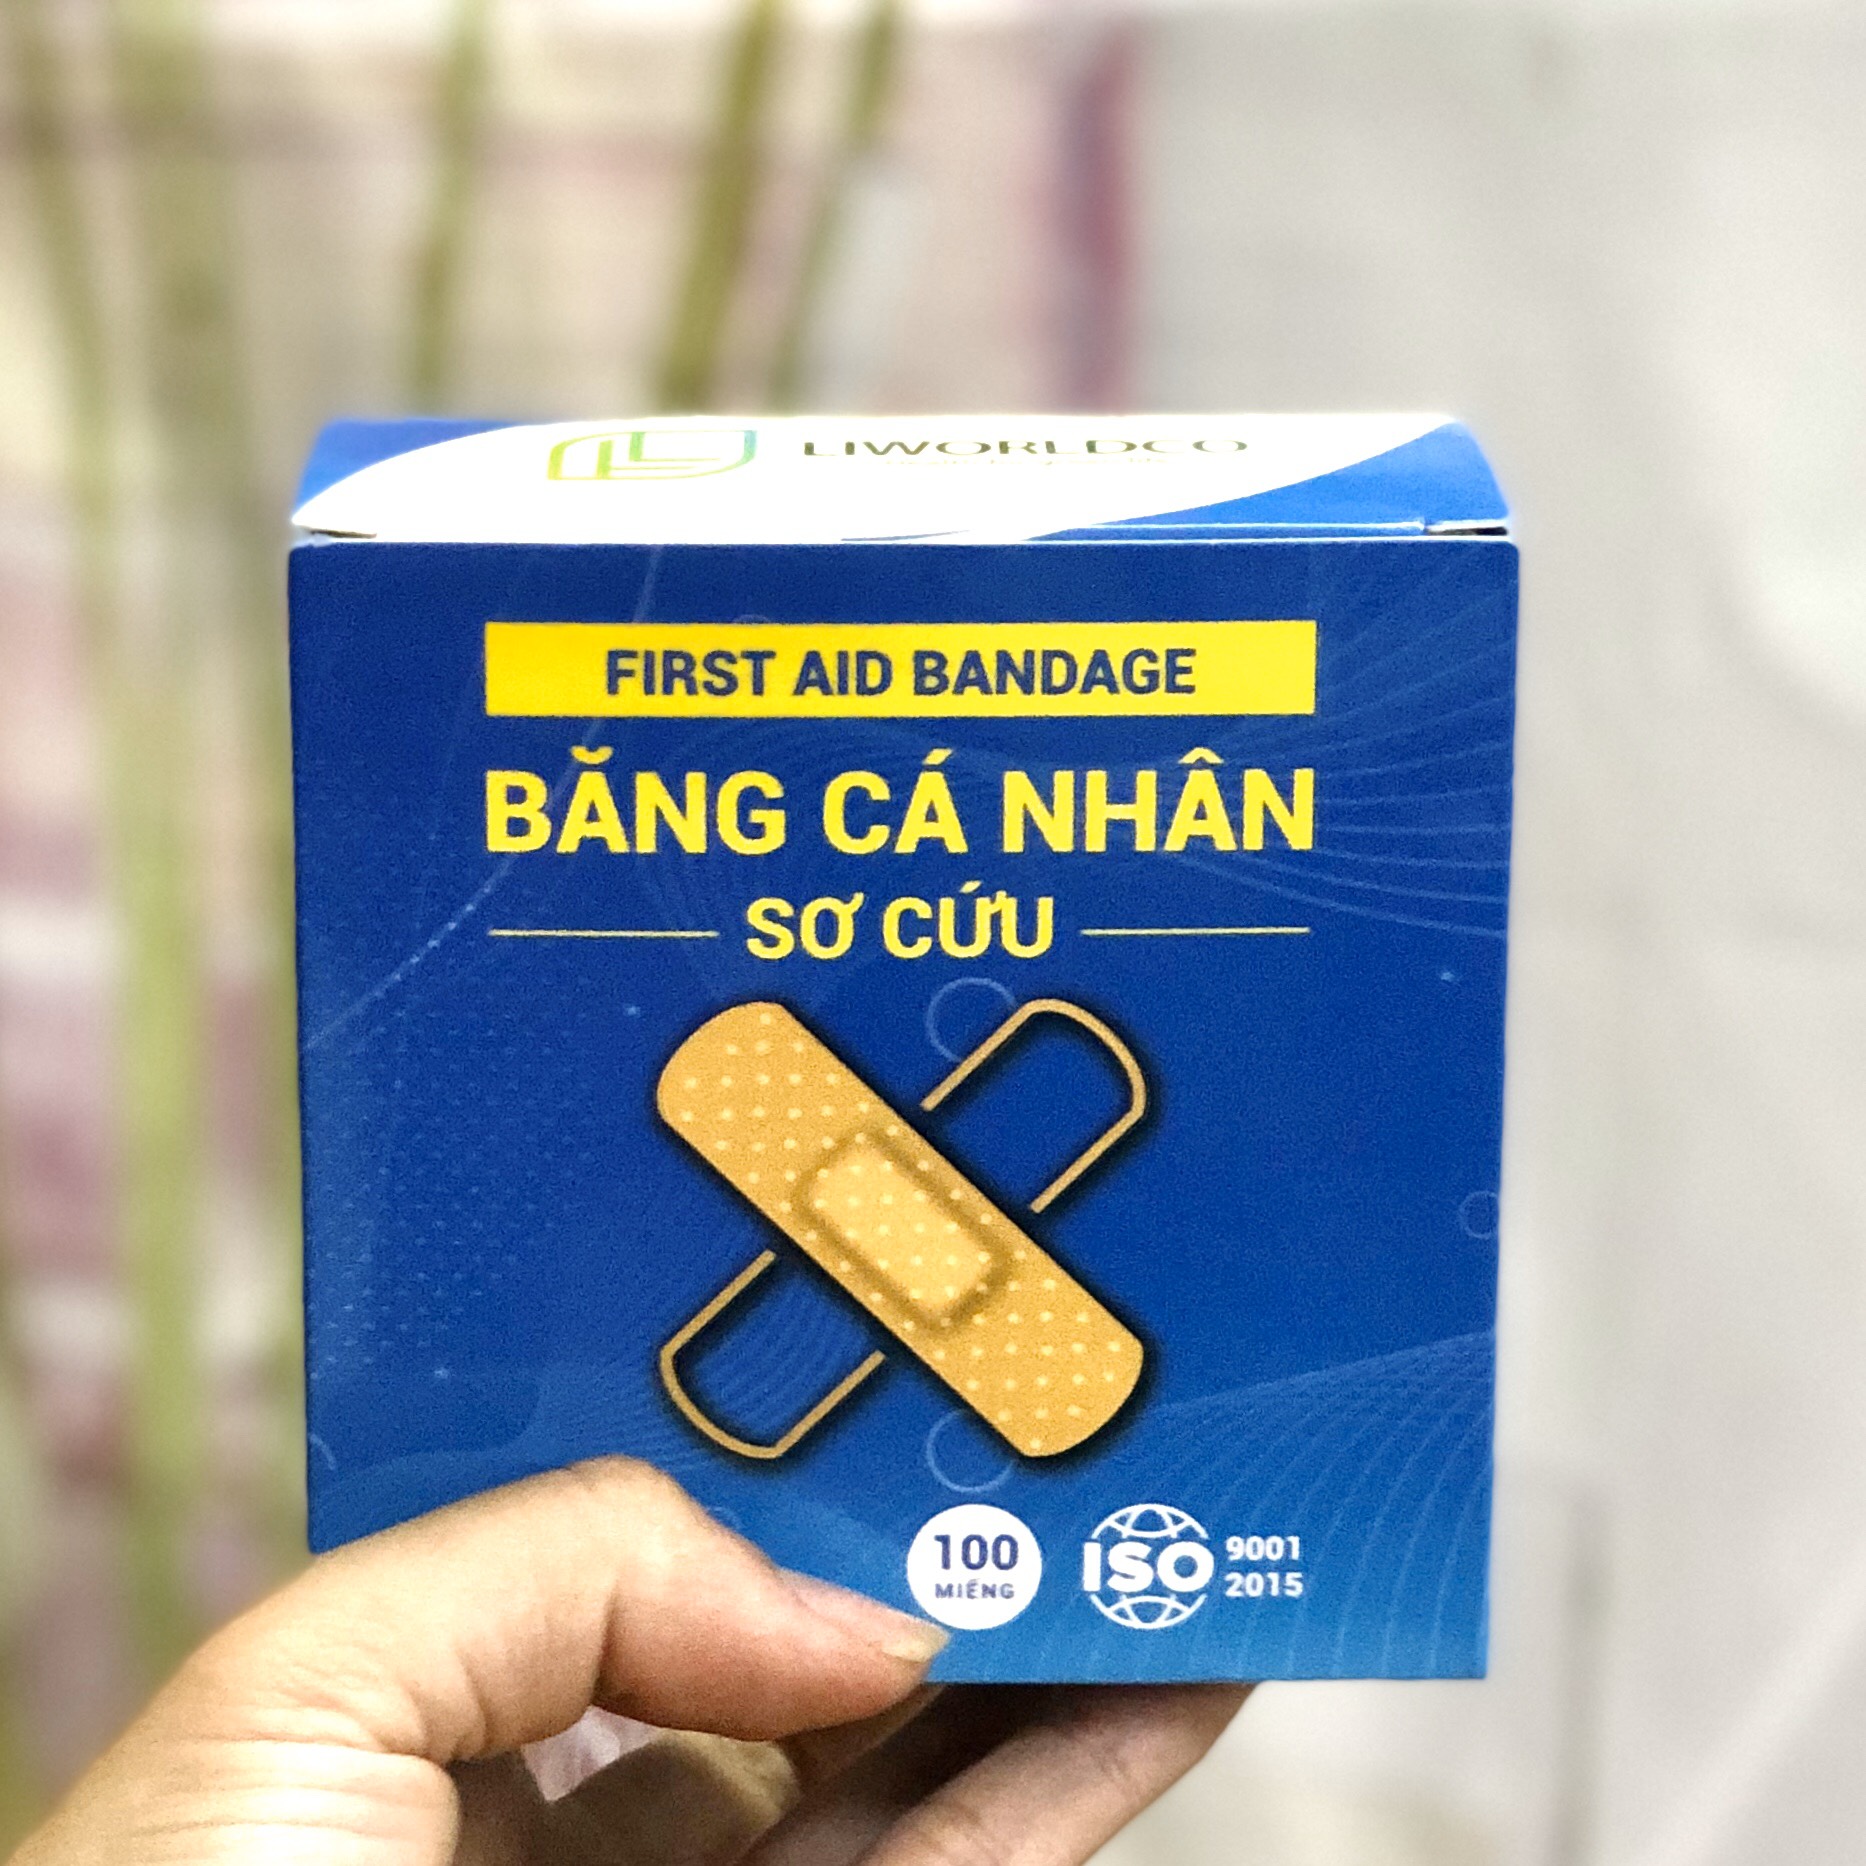 LIWORLDCO
FIRST AID BANDAGE
BĂNG CÁ NHÂN
SƠ CỨU
100
MIẾNG
ISO
9001
2015